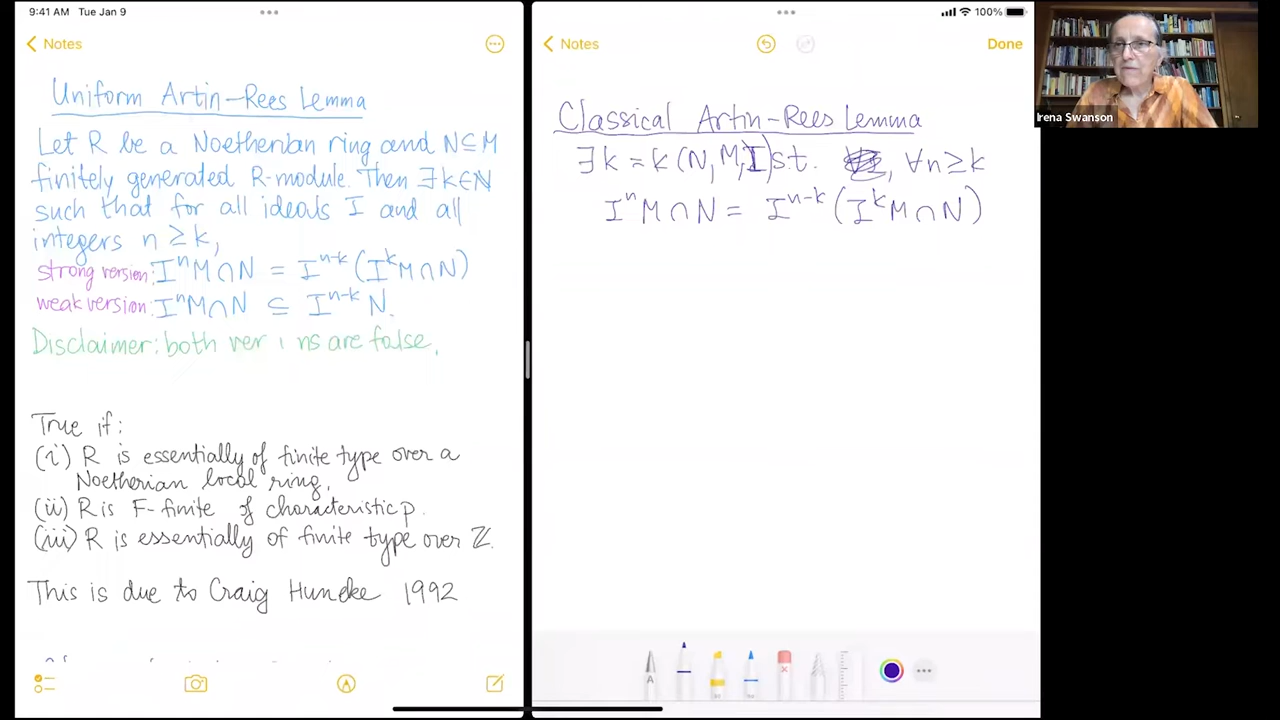 9:41 AM Tue Jan 9
100%
Notes
Uniform Artin-Rees Lemma
Let R be a Noetherian ring and N⊆M
finitely generated R-module. Then ∃k∈N
such that for all ideals I and all
integers n ≥ k,
strong version: IⁿM∩N = Iⁿ⁻ᵏ(IᵏM∩N)
weak version: IⁿM∩N ⊆ Iⁿ⁻ᵏN.
Disclaimer: both ver i ns are false.
True if:
(i) R is essentially of finite type over a
Noetherian local ring.
(ii) R is F-finite of characteristic p.
(iii) R is essentially of finite type over ℤ.
This is due to Craig Huneke 1992
Notes
Done
Classical Artin-Rees Lemma
∃k = k(N,M,I) s.t. , ∀n≥k
IⁿM∩N = Iⁿ⁻ᵏ(IᵏM∩N)
A
Irena Swanson